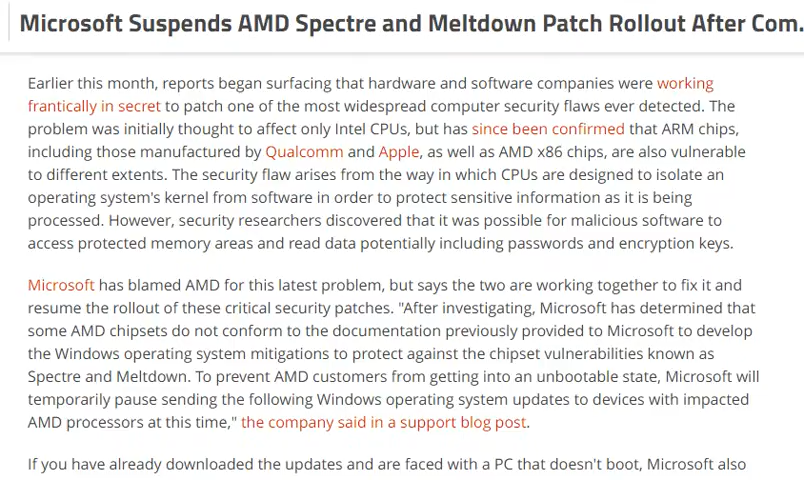 Microsoft Suspends AMD Spectre and Meltdown Patch Rollout After Com.
Earlier this month, reports began surfacing that hardware and software companies were working
frantically in secret to patch one of the most widespread computer security flaws ever detected. The
problem was initially thought to affect only Intel CPUs, but has since been confirmed that ARM chips,
including those manufactured by Qualcomm and Apple, as well as AMD x86 chips, are also vulnerable
to different extents. The security flaw arises from the way in which CPUs are designed to isolate an
operating system's kernel from software in order to protect sensitive information as it is being
processed. However, security researchers discovered that it was possible for malicious software to
access protected memory areas and read data potentially including passwords and encryption keys.
Microsoft has blamed AMD for this latest problem, but says the two are working together to fix it and
resume the rollout of these critical security patches. "After investigating, Microsoft has determined that
some AMD chipsets do not conform to the documentation previously provided to Microsoft to develop
the Windows operating system mitigations to protect against the chipset vulnerabilities known as
Spectre and Meltdown. To prevent AMD customers from getting into an unbootable state, Microsoft will
temporarily pause sending the following Windows operating system updates to devices with impacted
AMD processors at this time," the company said in a support blog post.
If you have already downloaded the updates and are faced with a PC that doesn't boot, Microsoft also